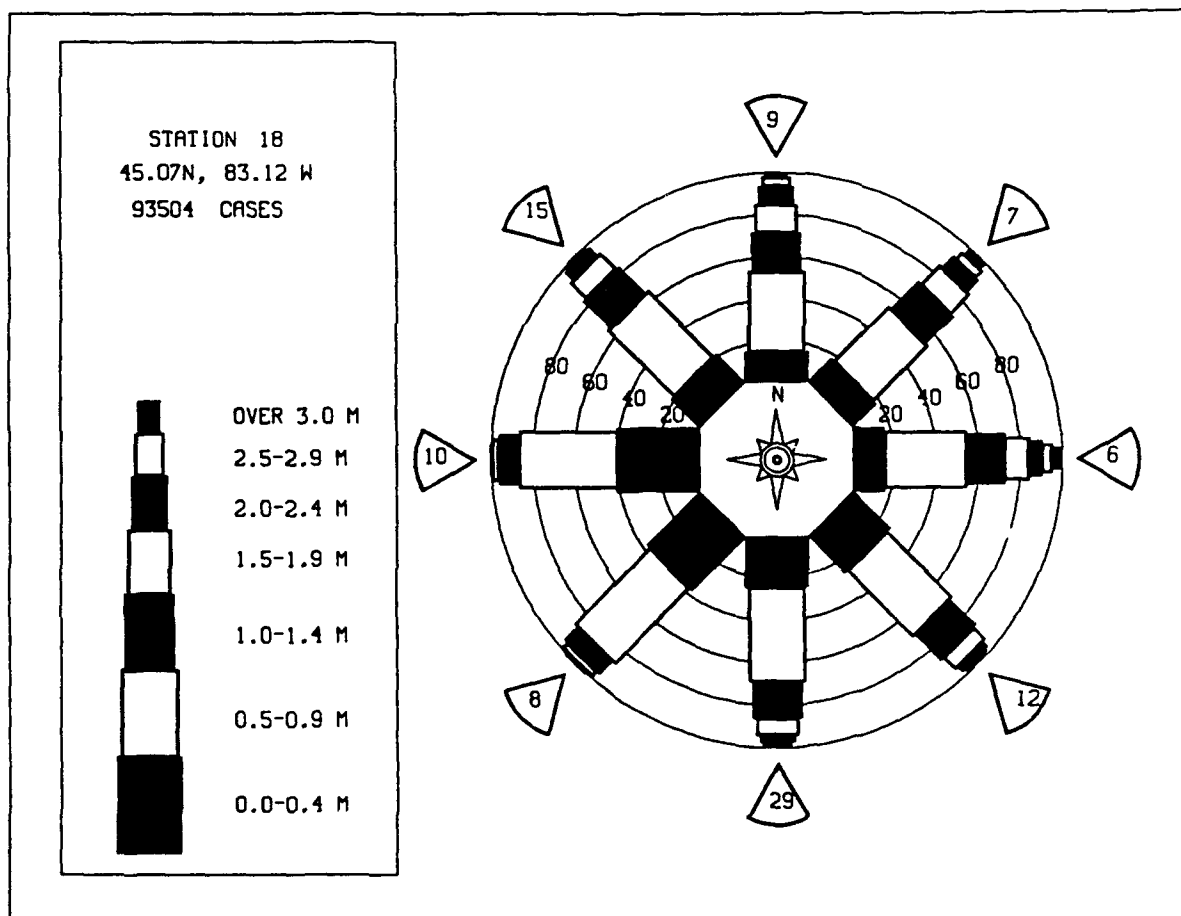 STATION 18
45.07N, 83.12 W
93504 CASES
OVER 3.0 M
2.5-2.9 M
2.0-2.4 M
1.5-1.9 M
1.0-1.4 M
0.5-0.9 M
0.0-0.4 M
9
15
7
80
60
40
20
N
20
40
60
80
10
6
8
12
29